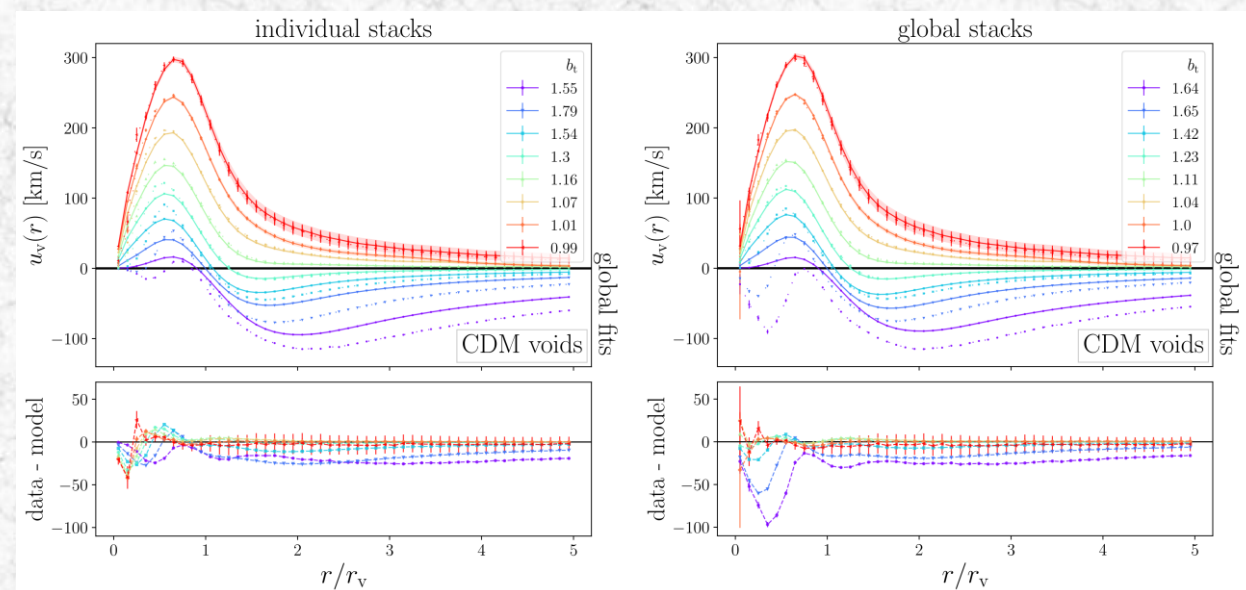 individual stacks
global stacks
300
200
100
0
−100
u_v(r) [km/s]
b_t
1.55
1.79
1.54
1.3
1.16
1.07
1.01
0.99
CDM voids
global fits
300
200
100
0
−100
u_v(r) [km/s]
b_t
1.64
1.65
1.42
1.23
1.11
1.04
1.0
0.97
CDM voids
global fits
50
0
−50
−100
data - model
0 1 2 3 4 5
r/r_v
50
0
−50
−100
data - model
0 1 2 3 4 5
r/r_v